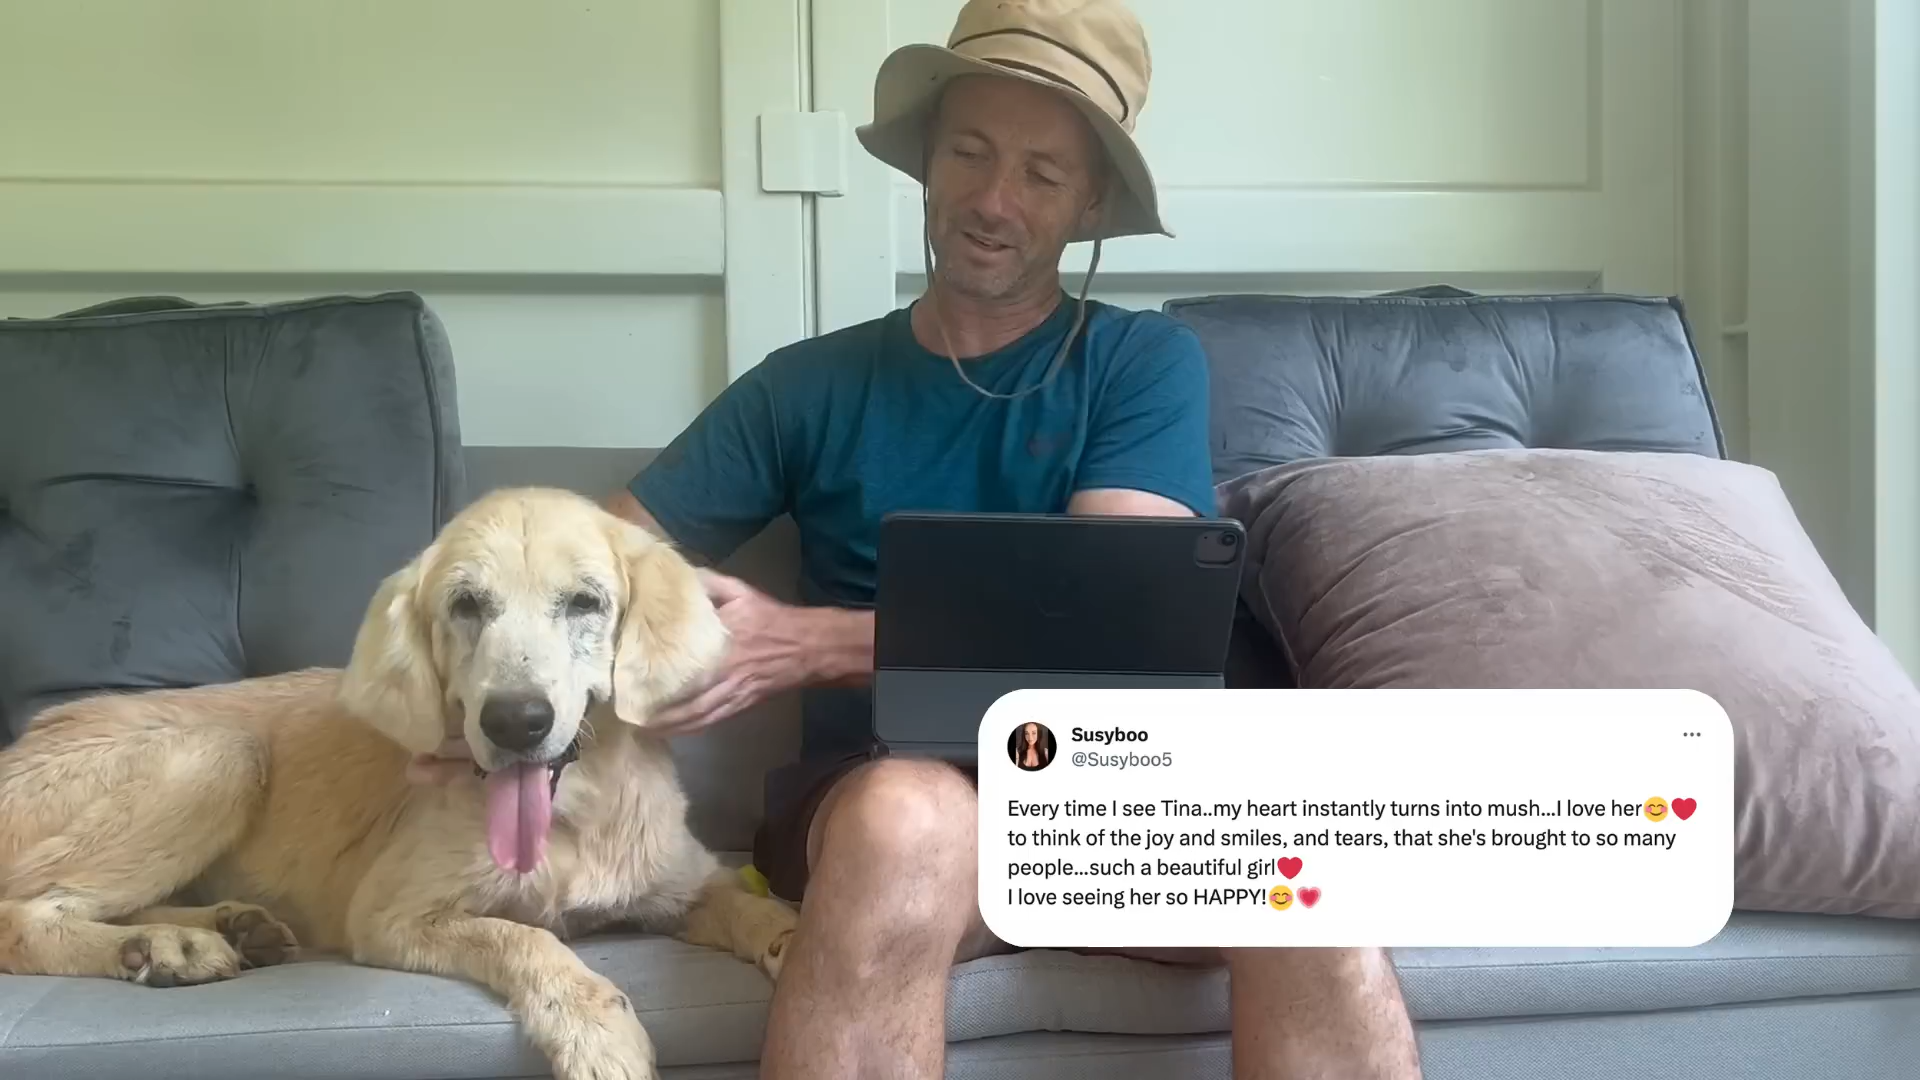 Susyboo
@Susyboo5
Every time I see Tina..my heart instantly turns into mush...I love her😊❤️
to think of the joy and smiles, and tears, that she's brought to so many
people...such a beautiful girl❤️
I love seeing her so HAPPY!😊💗